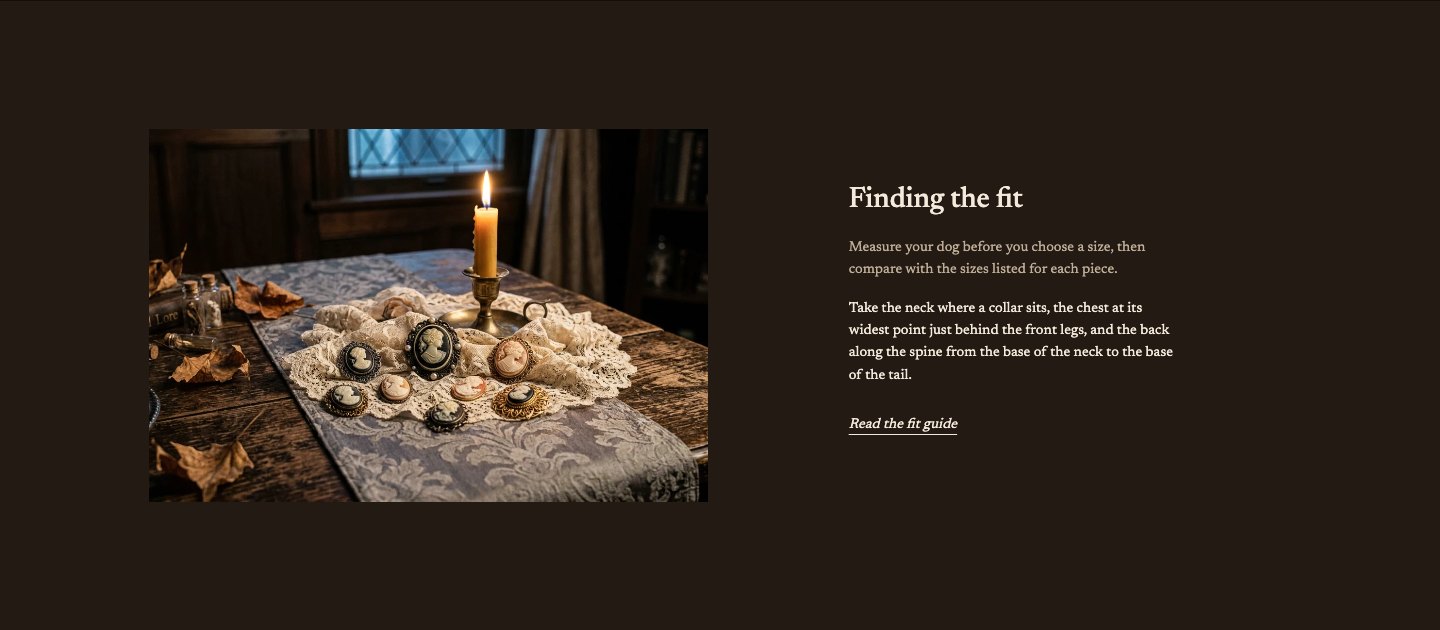 Lore
Finding the fit
Measure your dog before you choose a size, then
compare with the sizes listed for each piece.
Take the neck where a collar sits, the chest at its
widest point just behind the front legs, and the back
along the spine from the base of the neck to the base
of the tail.
Read the fit guide